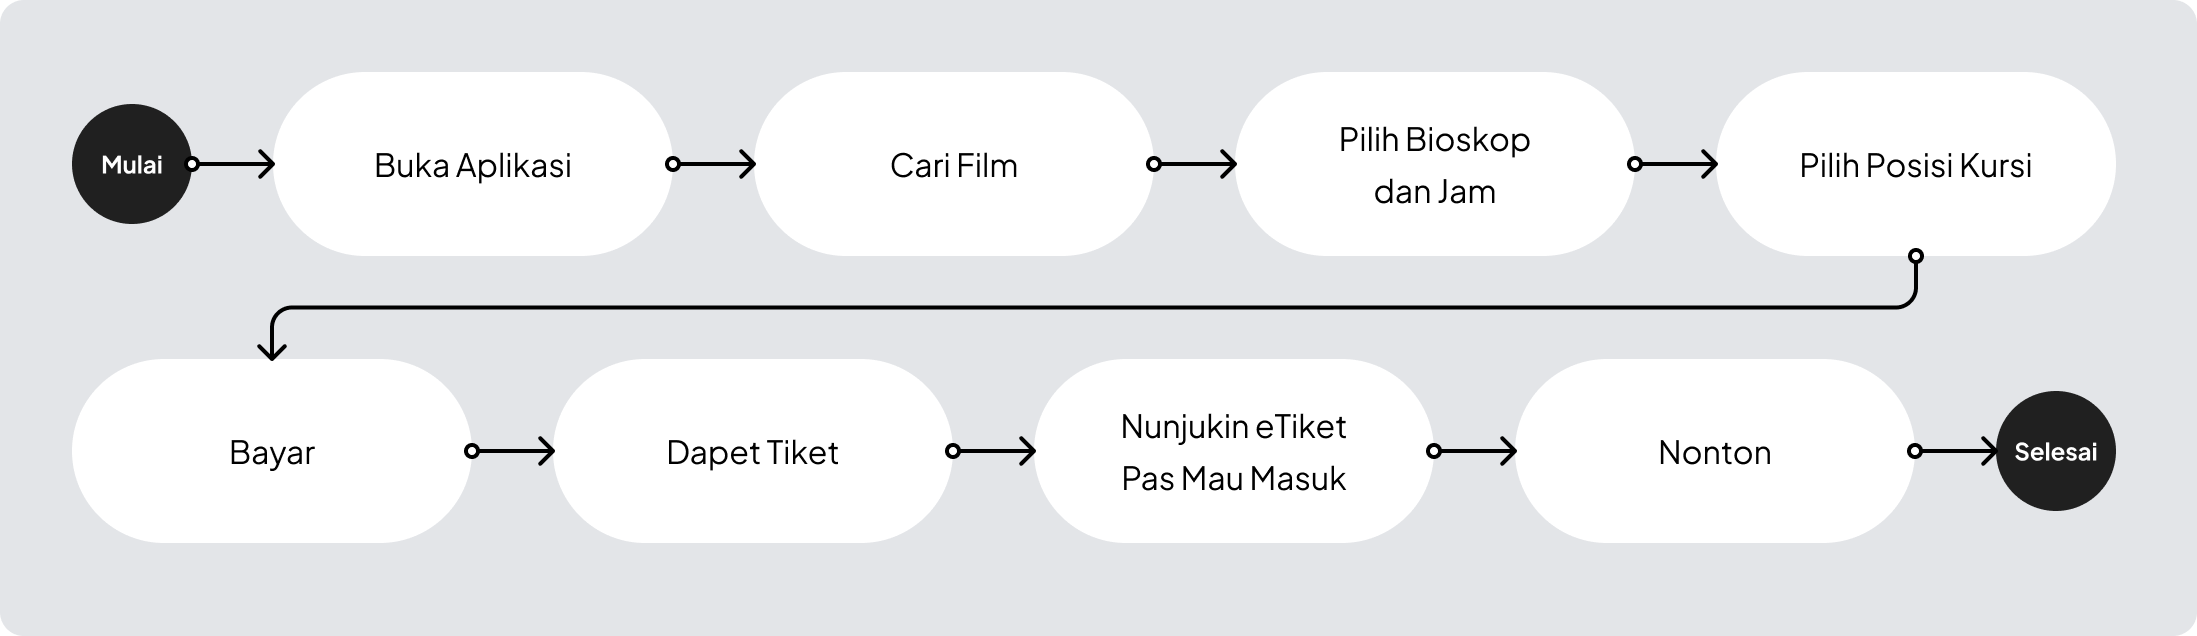 Mulai
Buka Aplikasi
Cari Film
Pilih Bioskop
dan Jam
Pilih Posisi Kursi
Bayar
Dapet Tiket
Nunjukin eTiket
Pas Mau Masuk
Nonton
Selesai